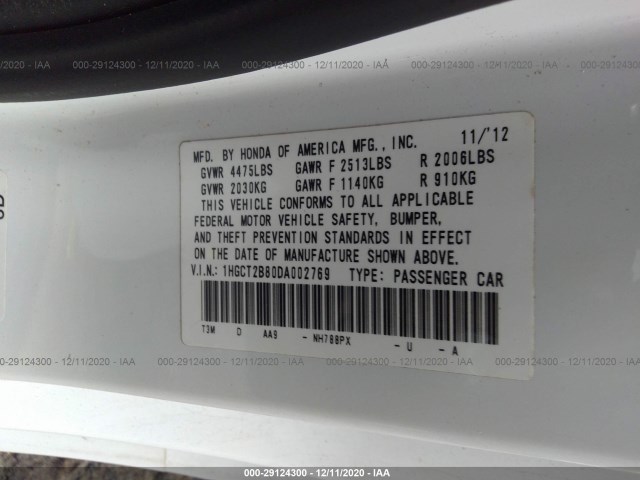 000-29124300 - 12/11/2020 - IAA
000-29124300 - 12/11/2020 - IAA
000-29124300 - 12/11/2020 - IAA
MFD. BY HONDA OF AMERICA MFG., INC. 11/'12
GVWR 4475LBS GAWR F 2513LBS R 2006LBS
GVWR 2030KG GAWR F 1140KG R 910KG
THIS VEHICLE CONFORMS TO ALL APPLICABLE
FEDERAL MOTOR VEHICLE SAFETY, BUMPER,
AND THEFT PREVENTION STANDARDS IN EFFECT
ON THE DATE OF MANUFACTURE SHOWN ABOVE.
V.I.N.: 1HGCT2B80DA002769 TYPE: PASSENGER CAR
T3M D AA9 - NH788PX - U - A
000-29124300 - 12/11/2020 - IAA
000-29124300 - 12/11/2020 - IAA
000-29124300 - 12/11/2020 - IAA
000-29124300 - 12/11/2020 - IAA